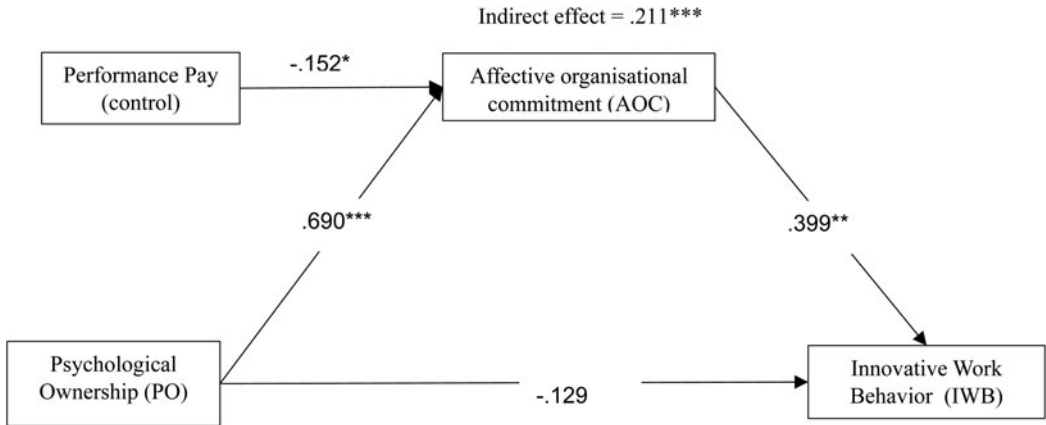 Indirect effect = .211***
Performance Pay
(control)
-.152*
Affective organisational
commitment (AOC)
.690***
.399**
Psychological
Ownership (PO)
-.129
Innovative Work
Behavior (IWB)